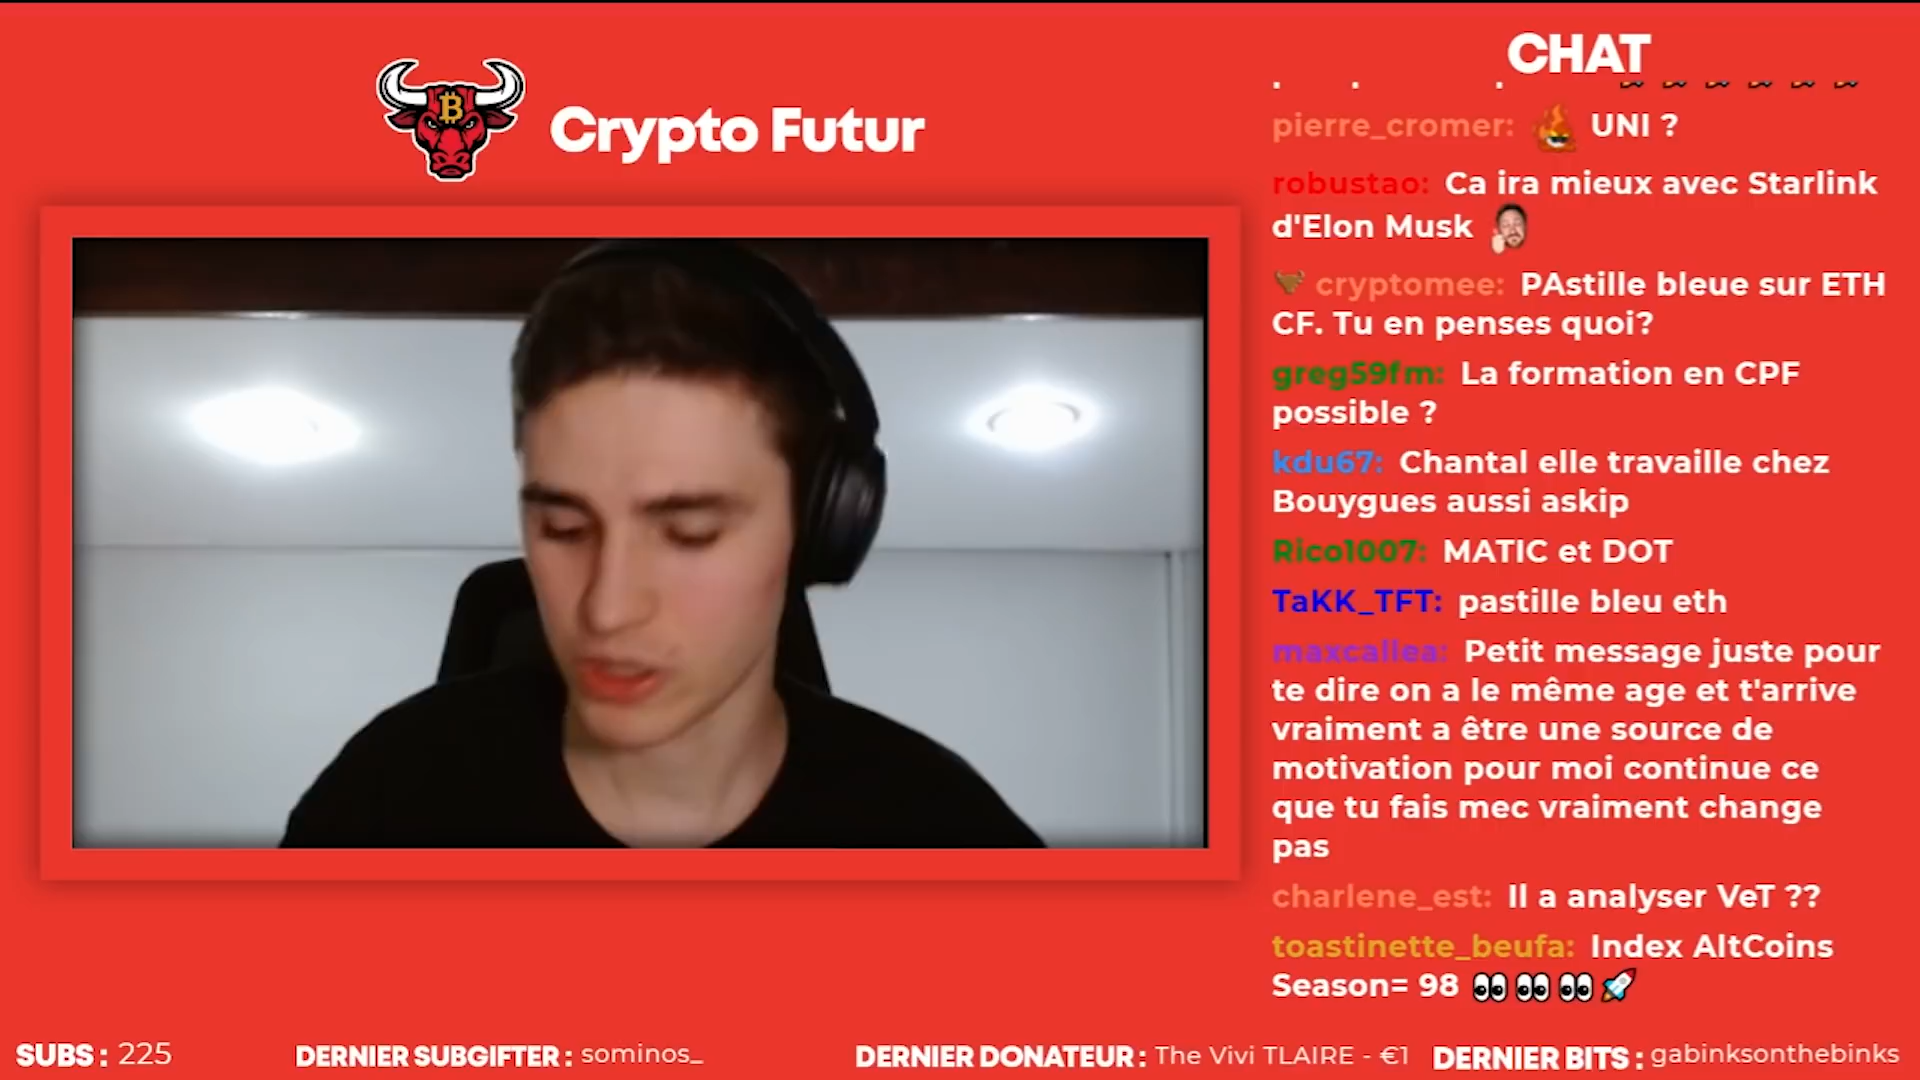 Crypto Futur
CHAT
pierre_cromer: UNI ?
robustao: Ca ira mieux avec Starlink
d'Elon Musk
cryptomee: PAstille bleue sur ETH
CF. Tu en penses quoi?
greg59fm: La formation en CPF
possible ?
kdu67: Chantal elle travaille chez
Bouygues aussi askip
Rico1007: MATIC et DOT
TaKK_TFT: pastille bleu eth
maxcallea: Petit message juste pour
te dire on a le même age et t'arrive
vraiment a être une source de
motivation pour moi continue ce
que tu fais mec vraiment change
pas
charlene_est: Il a analyser VeT ??
toastinette_beufa: Index AltCoins
Season= 98 👀👀👀🚀
SUBS : 225
DERNIER SUBGIFTER : sominos_
DERNIER DONATEUR : The Vivi TLAIRE - €1
DERNIER BITS : gabinksonthebinks